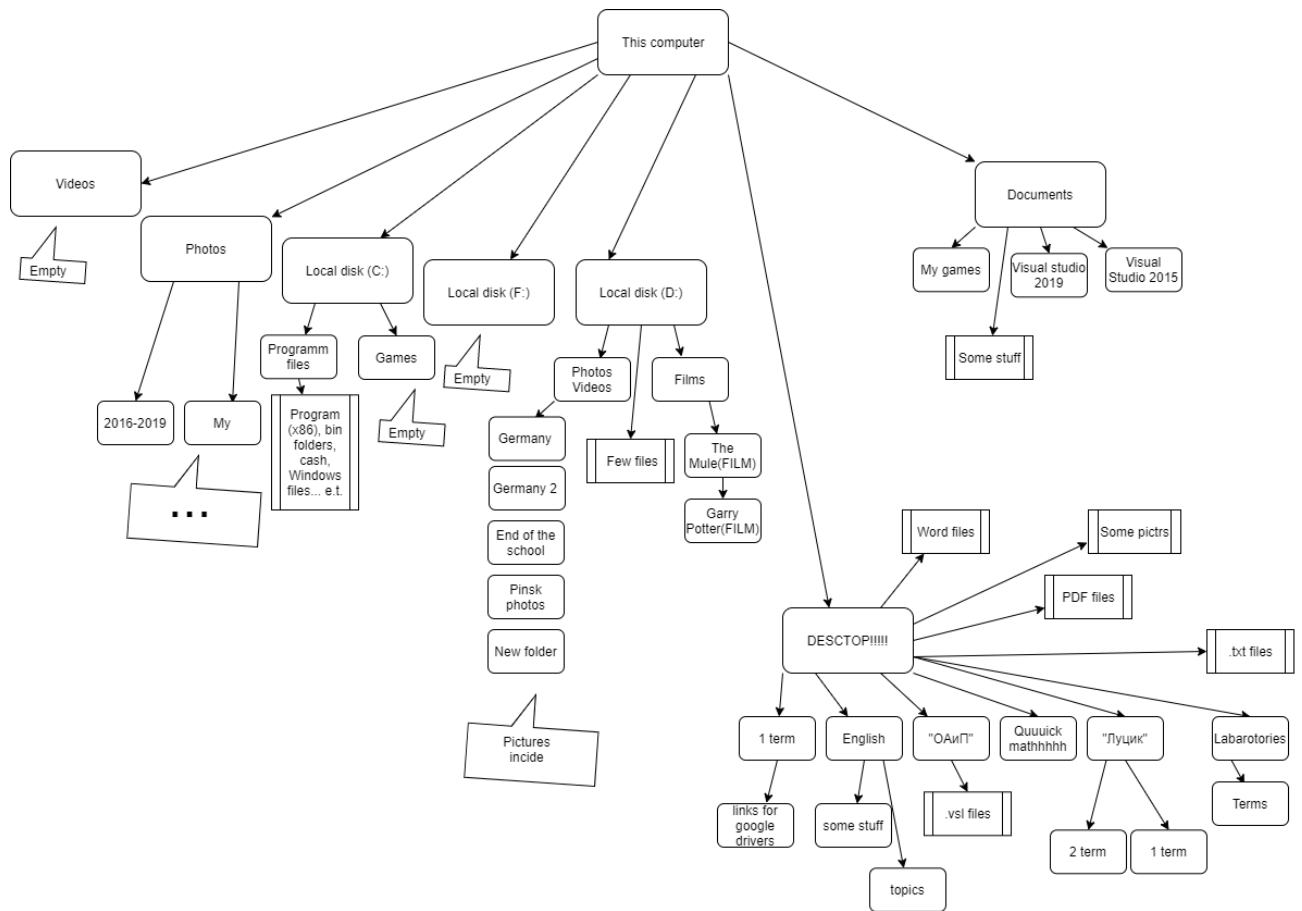 This computer
Videos
Empty
Photos
2016-2019
My
...
Local disk (C:)
Programm
files
Program
(x86), bin
folders,
cash,
Windows
files... e.t.
Games
Empty
Local disk (F:)
Empty
Local disk (D:)
Photos
Videos
Germany
Germany 2
End of the
school
Pinsk
photos
New folder
Pictures
incide
Few files
Films
The
Mule(FILM)
Garry
Potter(FILM)
Documents
My games
Some stuff
Visual studio
2019
Visual
Studio 2015
DESCTOP!!!!!
Word files
Some pictrs
PDF files
.txt files
1 term
links for
google
drivers
English
some stuff
topics
"ОАиП"
.vsl files
Quuuick
mathhhhh
"Луцик"
2 term
1 term
Labarotories
Terms